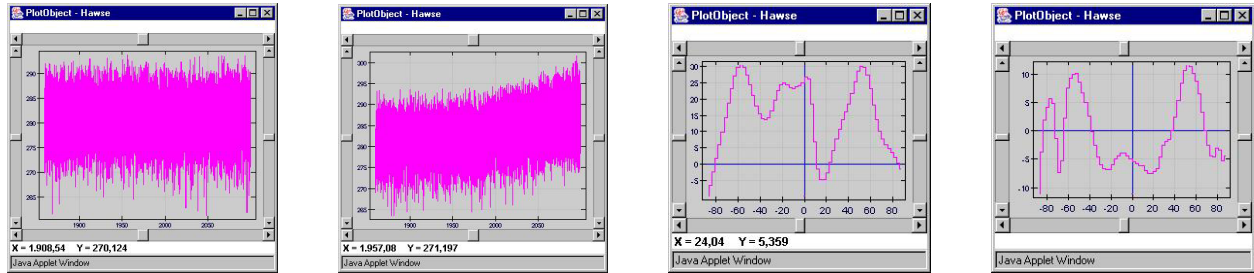 PlotObject - Hawse
290
285
280
275
270
265
1900 1950 2000 2050
X = 1.908,54 Y = 270,124
Java Applet Window
PlotObject - Hawse
300
295
290
285
280
275
270
265
1900 1950 2000 2050
X = 1.957,08 Y = 271,197
Java Applet Window
PlotObject - Hawse
30
25
20
15
10
5
0
-5
-80 -60 -40 -20 0 20 40 60 80
X = 24,04 Y = 5,359
Java Applet Window
PlotObject - Hawse
10
5
0
-5
-10
-80 -60 -40 -20 0 20 40 60 80
Java Applet Window